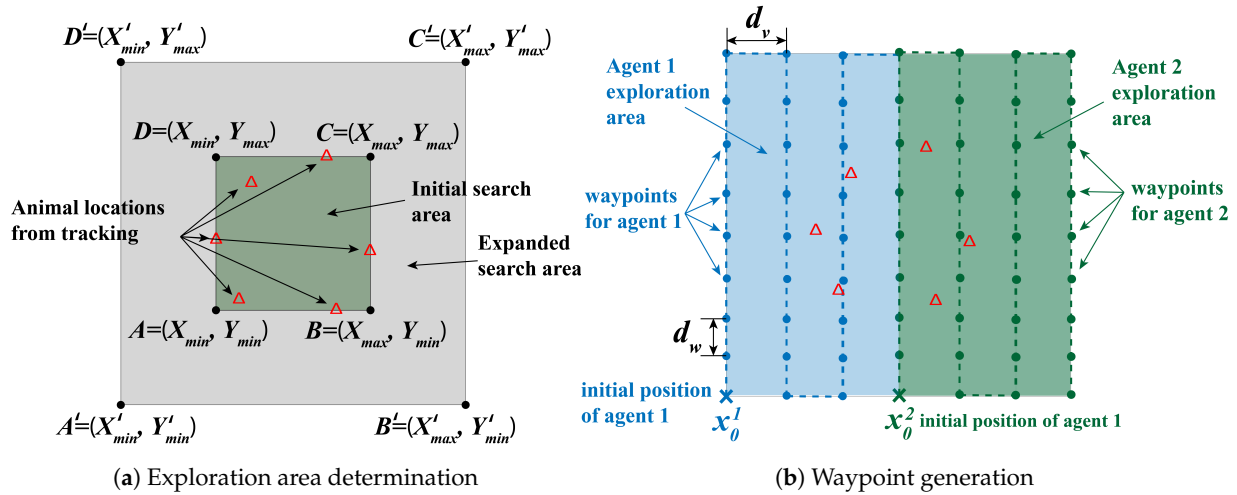 D′=(X′min, Y′max)
C′=(X′max, Y′max)
D=(Xmin, Ymax)
C=(Xmax, Ymax)
Animal locations
from tracking
Initial search
area
Expanded
search area
A=(Xmin, Ymin)
B=(Xmax, Ymin)
A′=(X′min, Y′min)
B′=(X′max, Y′min)
(a) Exploration area determination
dv
Agent 1
exploration
area
Agent 2
exploration
area
waypoints
for agent 1
waypoints
for agent 2
dw
initial position
of agent 1
x01
x02 initial position of agent 1
(b) Waypoint generation